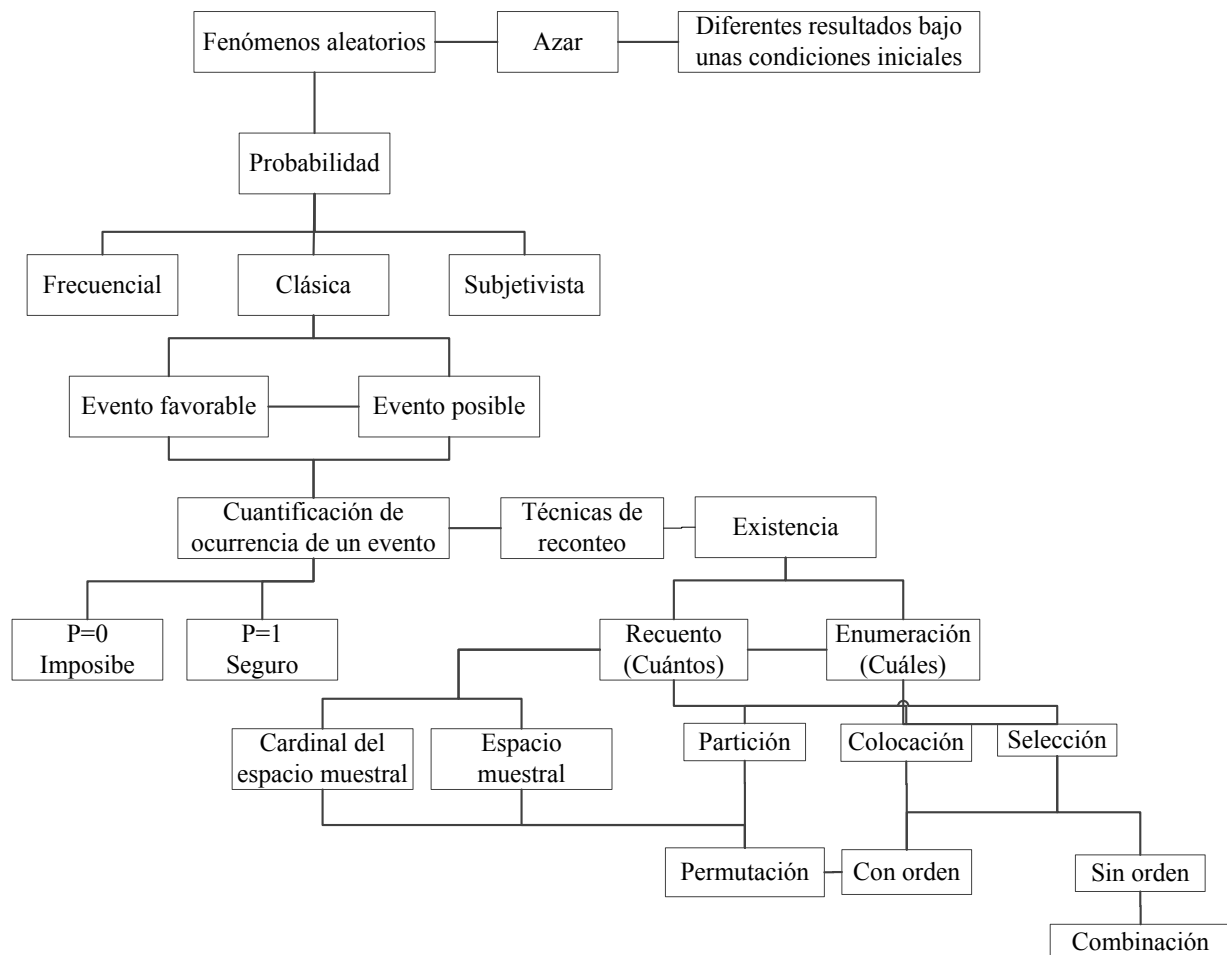 Fenómenos aleatorios
Azar
Diferentes resultados bajo
unas condiciones iniciales
Probabilidad
Frecuencial
Clásica
Subjetivista
Evento favorable
Evento posible
Cuantificación de
ocurrencia de un evento
Técnicas de
reconteo
Existencia
P=0
Imposibe
P=1
Seguro
Recuento
(Cuántos)
Enumeración
(Cuáles)
Cardinal del
espacio muestral
Espacio
muestral
Partición
Colocación
Selección
Permutación
Con orden
Sin orden
Combinación